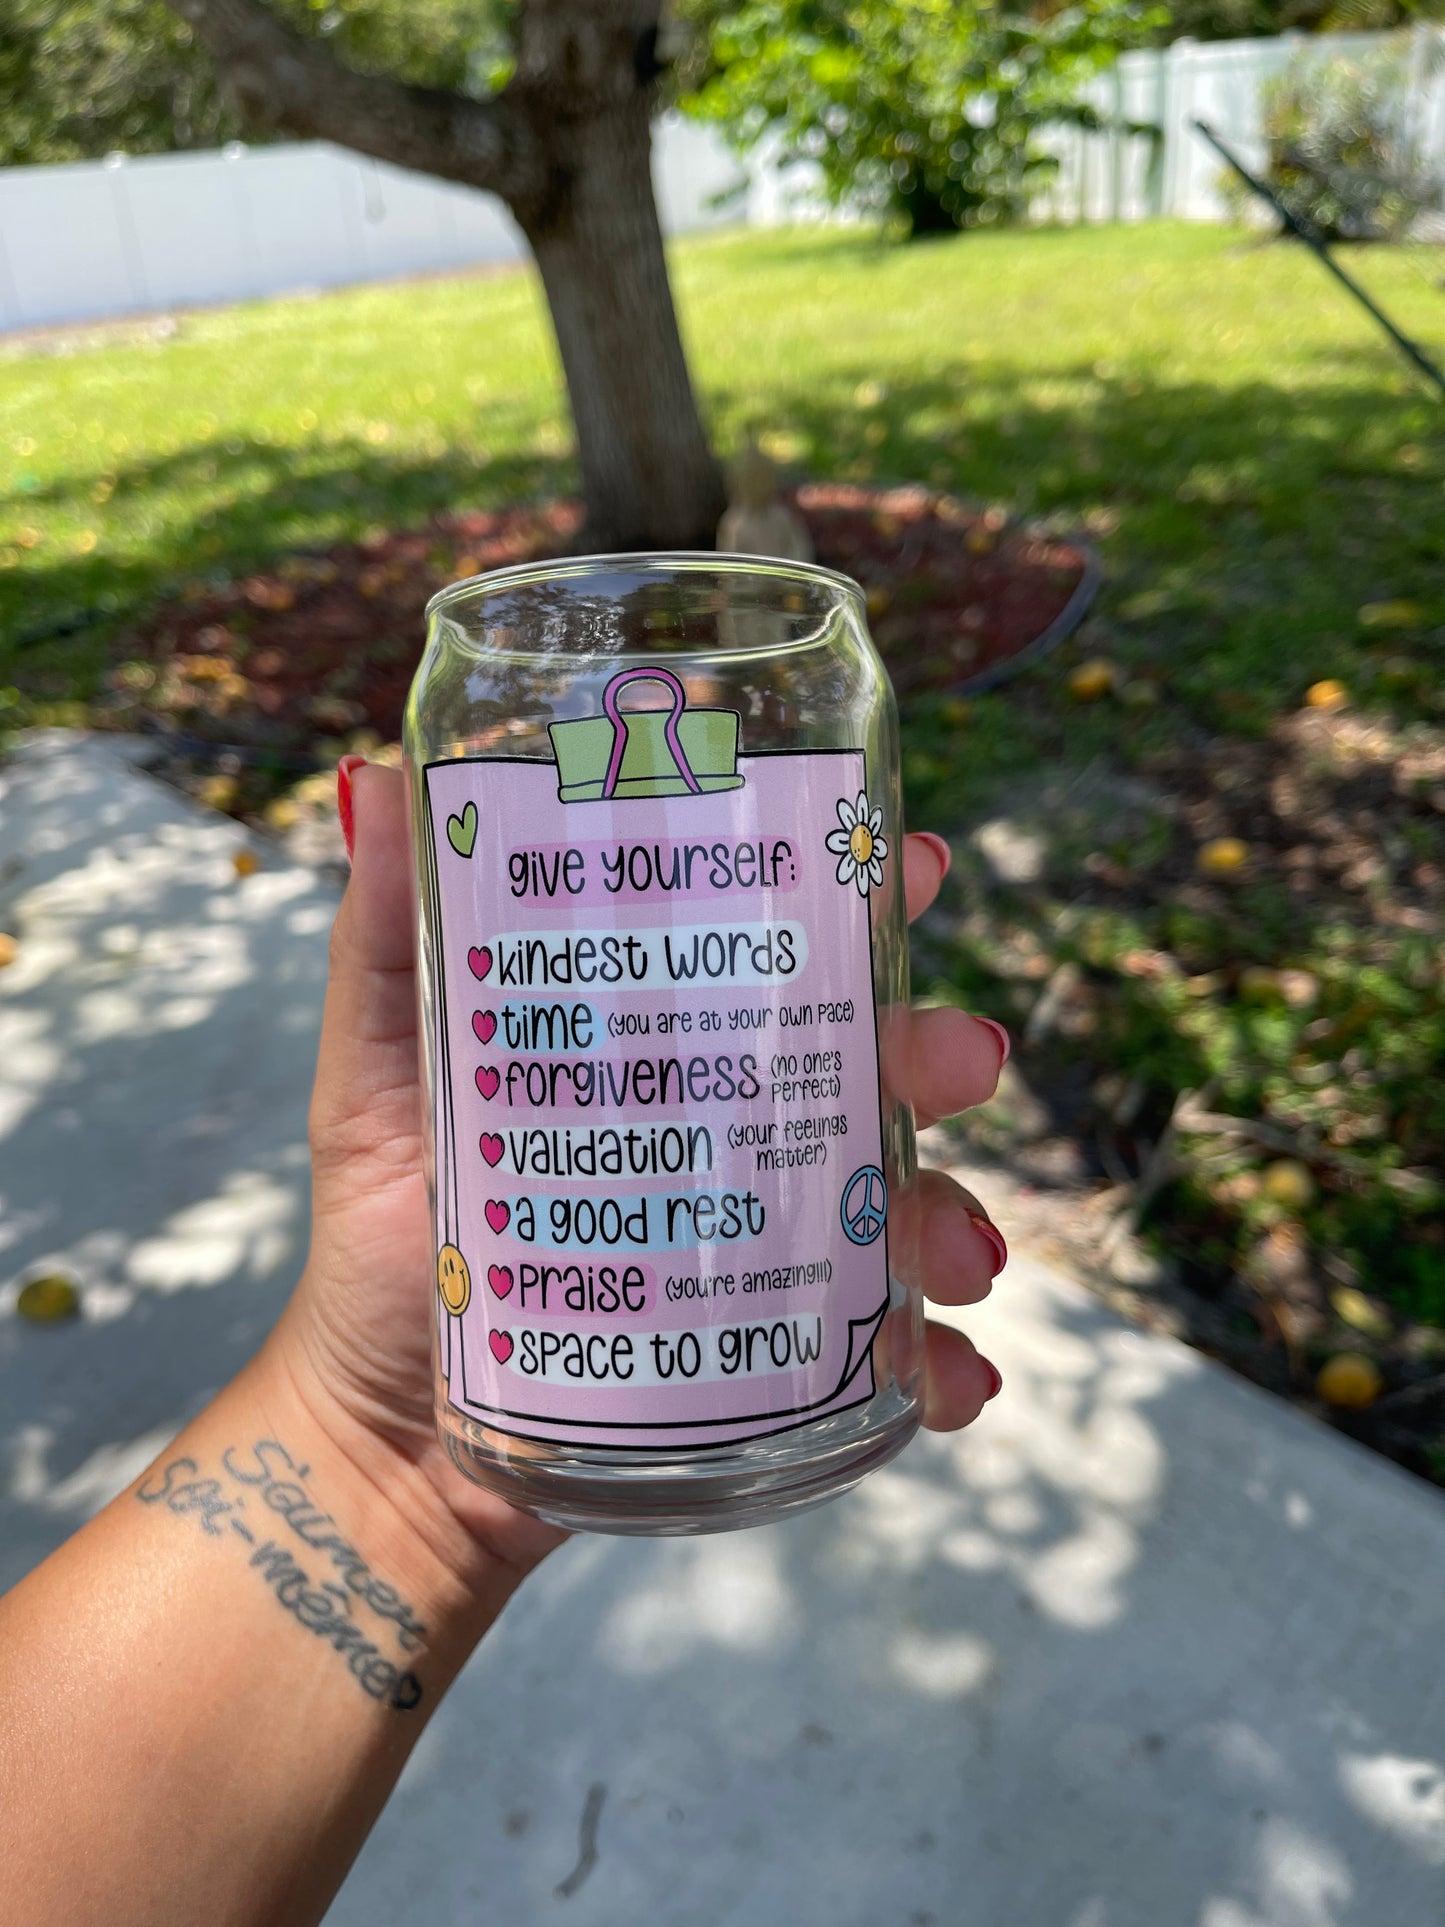 give yourself:
kindest words
time (you are at your own pace)
forgiveness (no one's
perfect)
validation (your feelings
matter)
a good rest
praise (you're amazing!!!)
space to grow
S'aimer
soi-même